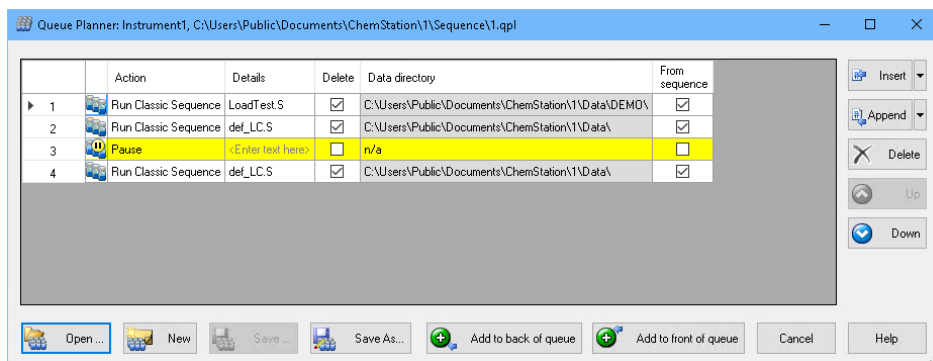 Queue Planner: Instrument1, C:\Users\Public\Documents\ChemStation\1\Sequence\1.qpl
Action Details Delete Data directory From sequence
1 Run Classic Sequence LoadTest.S C:\Users\Public\Documents\ChemStation\1\Data\DEMO\
2 Run Classic Sequence def_LC.S C:\Users\Public\Documents\ChemStation\1\Data\
3 Pause <Enter text here> n/a
4 Run Classic Sequence def_LC.S C:\Users\Public\Documents\ChemStation\1\Data\
Insert
Append
Delete
Up
Down
Open ... New Save ... Save As... Add to back of queue Add to front of queue Cancel Help